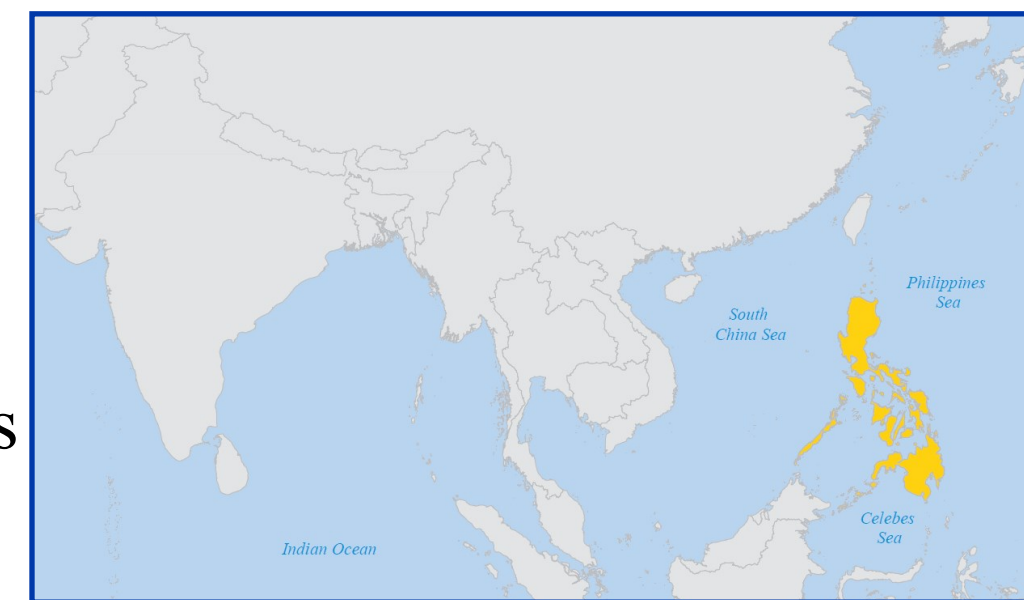 Philippines
Sea
South
China Sea
s
Celebes
Sea
Indian Ocean